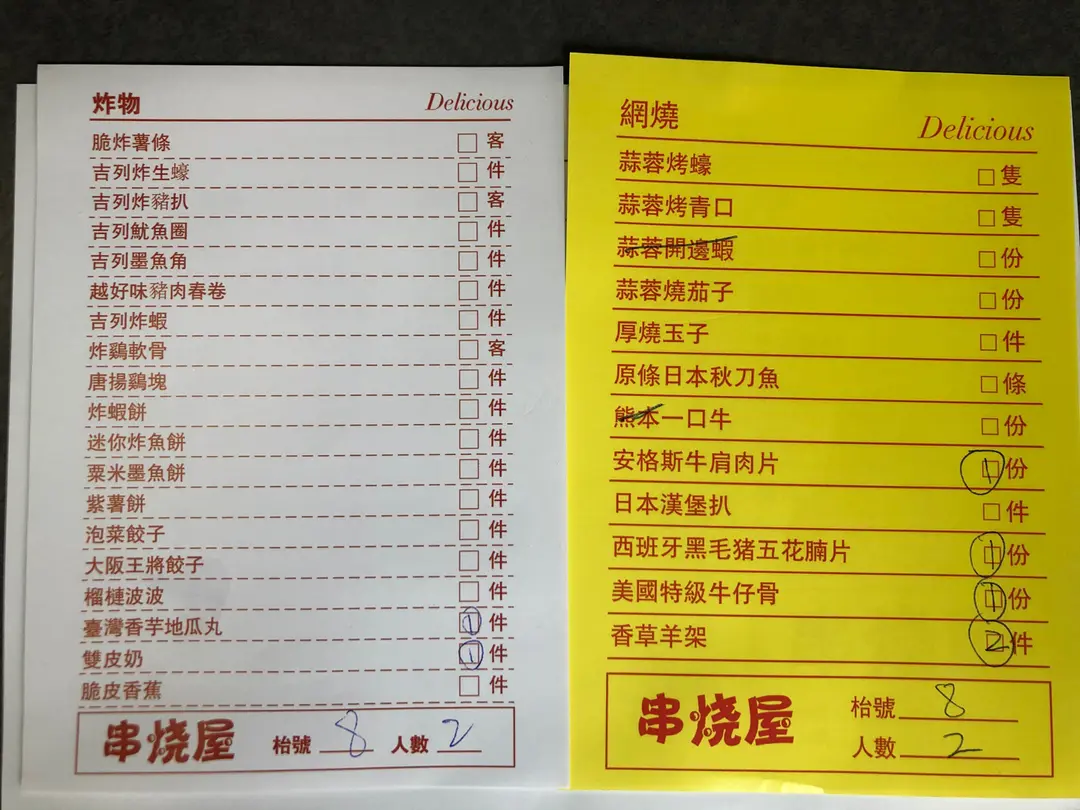 炸物 Delicious
脆炸薯條 客
吉列炸生蠔 件
吉列炸豬扒 客
吉列魷魚圈 件
吉列墨魚角 件
越好味豬肉春卷 件
吉列炸蝦 件
炸鷄軟骨 客
唐揚鷄塊 件
炸蝦餅 件
迷你炸魚餅 件
粟米墨魚餅 件
紫薯餅 件
泡菜餃子 件
大阪王將餃子 件
榴槤波波 件
臺灣香芋地瓜丸 1 件
雙皮奶 1 件
脆皮香蕉 件
串烧屋 枱號 8 人數 2
網燒 Delicious
蒜蓉烤蠔 隻
蒜蓉烤青口 隻
蒜蓉開邊蝦 份
蒜蓉燒茄子 份
厚燒玉子 件
原條日本秋刀魚 條
熊本一口牛 份
安格斯牛肩肉片 1 份
日本漢堡扒 件
西班牙黑毛猪五花腩片 1 份
美國特級牛仔骨 1 份
香草羊架 2 件
串烧屋 枱號 8
人數 2